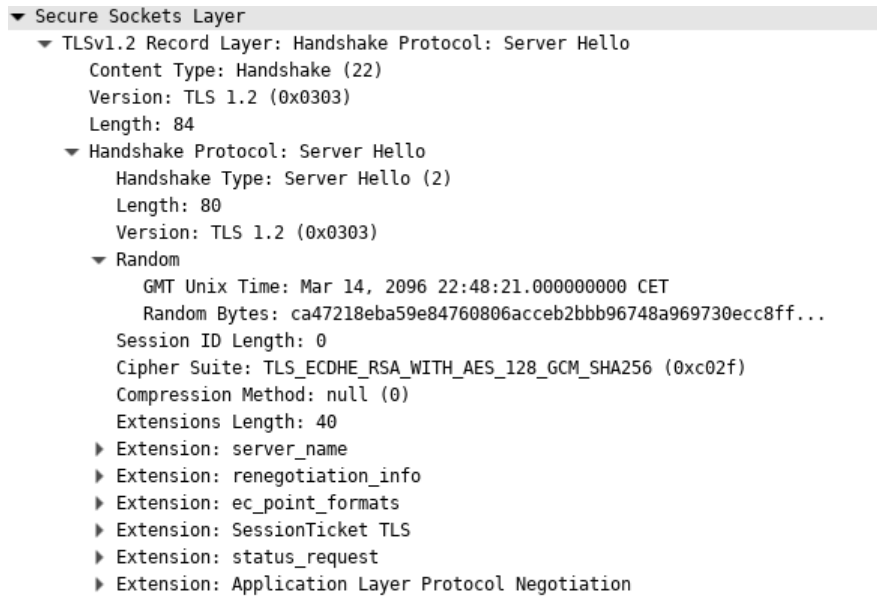 Secure Sockets Layer
TLSv1.2 Record Layer: Handshake Protocol: Server Hello
Content Type: Handshake (22)
Version: TLS 1.2 (0x0303)
Length: 84
Handshake Protocol: Server Hello
Handshake Type: Server Hello (2)
Length: 80
Version: TLS 1.2 (0x0303)
Random
GMT Unix Time: Mar 14, 2096 22:48:21.000000000 CET
Random Bytes: ca47218eba59e84760806acceb2bbb96748a969730ecc8ff...
Session ID Length: 0
Cipher Suite: TLS_ECDHE_RSA_WITH_AES_128_GCM_SHA256 (0xc02f)
Compression Method: null (0)
Extensions Length: 40
Extension: server_name
Extension: renegotiation_info
Extension: ec_point_formats
Extension: SessionTicket TLS
Extension: status_request
Extension: Application Layer Protocol Negotiation